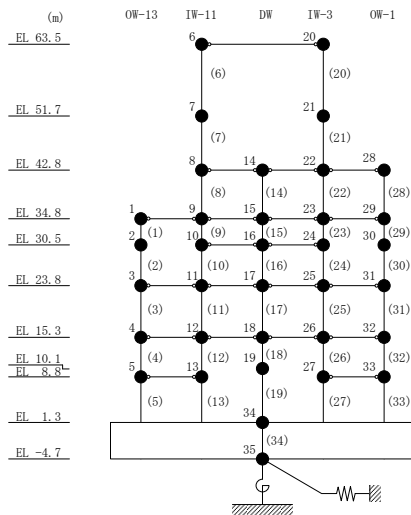 (m) OW-13 IW-11 DW IW-3 OW-1
EL 63.5 6 20
(6) (20)
EL 51.7 7 21
(7) (21)
EL 42.8 8 14 22 28
(8) (14) (22) (28)
EL 34.8 1 9 15 23 29
(1) (9) (15) (23) (29)
EL 30.5 2 10 16 24 30
(2) (10) (16) (24) (30)
EL 23.8 3 11 17 25 31
(3) (11) (17) (25) (31)
EL 15.3 4 12 18 26 32
(4) (12) (18) (26) (32)
EL 10.1 19
EL 8.8 5 13 27 33
(5) (13) (19) (27) (33)
EL 1.3 34
(34)
EL -4.7 35